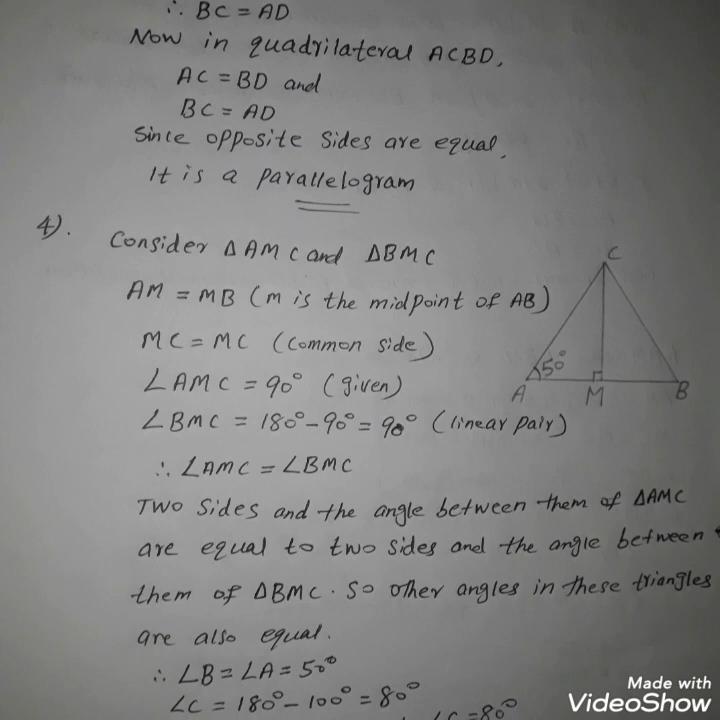 ∴ BC = AD
Now in quadrilateral ACBD,
AC = BD and
BC = AD
Since opposite sides are equal,
It is a parallelogram
4).
Consider ΔAMC and ΔBMC
AM = MB (M is the midpoint of AB)
MC = MC (common side)
∠AMC = 90° (given)
∠BMC = 180° - 90° = 90° (linear pair)
∴ ∠AMC = ∠BMC
C
50°
A M B
Two sides and the angle between them of ΔAMC
are equal to two sides and the angle between
them of ΔBMC. So other angles in these triangles
are also equal.
∴ ∠B = ∠A = 50°
∠C = 180° - 100° = 80°
∠C = 80°
Made with
VideoShow